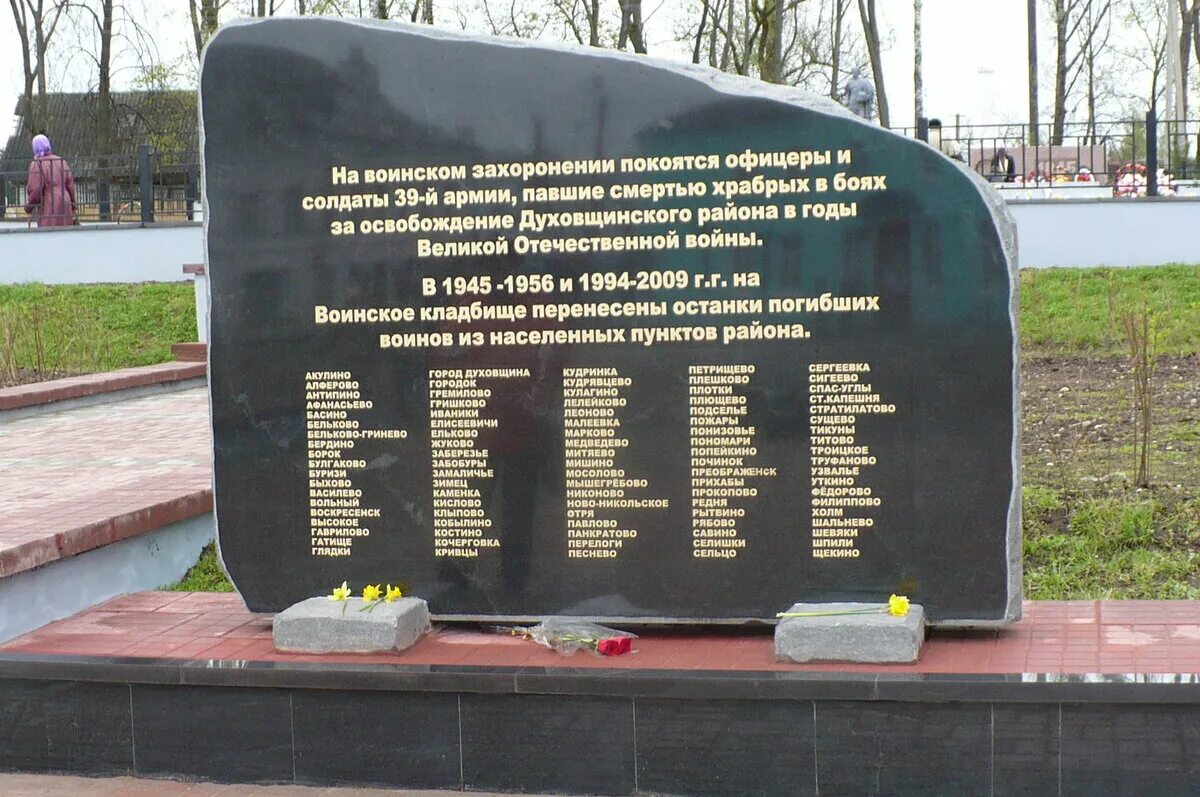 На воинском захоронении покоятся офицеры и
солдаты 39-й армии, павшие смертью храбрых в боях
за освобождение Духовщинского района в годы
Великой Отечественной войны.
В 1945 -1956 и 1994-2009 г.г. на
Воинское кладбище перенесены останки погибших
воинов из населенных пунктов района.
АКУЛИНО
АЛФЕРОВО
АНТИПИНО
АФАНАСЬЕВО
БАСИНО
БЕЛЬКОВО
БЕЛЬКОВО-ГРИНЕВО
БЕРДИНО
БОРОК
БУЛГАКОВО
БУРИЗИ
БЫХОВО
ВАСИЛЕВО
ВОЛЬНЫЙ
ВОСКРЕСЕНСК
ВЫСОКОЕ
ГАВРИЛОВО
ГАТИЩЕ
ГЛЯДКИ
ГОРОД ДУХОВЩИНА
ГОРОДОК
ГРЕМИЛОВО
ГРИШКОВО
ИВАНИКИ
ЕЛИСЕЕВИЧИ
ЕЛЬКОВО
ЖУКОВО
ЗАБЕРЕЗЬЕ
ЗАБОБУРЫ
ЗАМАЛИЧЬЕ
ЗИМЕЦ
КАМЕНКА
КИСЛОВО
КЛЫПОВО
КОБЫЛИНО
КОСТИНО
КОЧЕРГОВКА
КРИВЦЫ
КУДРИНКА
КУДРЯВЦЕВО
КУЛАГИНО
ЛЕЛЕЙКОВО
ЛЕОНОВО
МАЛЕЕВКА
МАРКОВО
МЕДВЕДЕВО
МИТЯЕВО
МИШИНО
МОСОЛОВО
МЫШЕГРЁБОВО
НИКОНОВО
НОВО-НИКОЛЬСКОЕ
ОТРЯ
ПАВЛОВО
ПАНКРАТОВО
ПЕРЕЛОГИ
ПЕСНЕВО
ПЕТРИЩЕВО
ПЛЕШКОВО
ПЛОТКИ
ПЛЮЩЕВО
ПОДСЕЛЬЕ
ПОЖАРЫ
ПОНИЗОВЬЕ
ПОНОМАРИ
ПОПЕЙКИНО
ПОЧИНОК
ПРЕОБРАЖЕНСК
ПРИХАБЫ
ПРОКОПОВО
РЕДНЯ
РЫТВИНО
РЯБОВО
САВИНО
СЕЛИШКИ
СЕЛЬЦО
СЕРГЕЕВКА
СИГЕЕВО
СПАС-УГЛЫ
СТ.КАПЕШНЯ
СТРАТИЛАТОВО
СУЩЕВО
ТИКУНЫ
ТИТОВО
ТРОИЦКОЕ
ТРУФАНОВО
УЗВАЛЬЕ
УТКИНО
ФЁДОРОВО
ФИЛИППОВО
ХОЛМ
ШАЛЬНЕВО
ШЕВЯКИ
ШПИЛИ
ЩЕКИНО